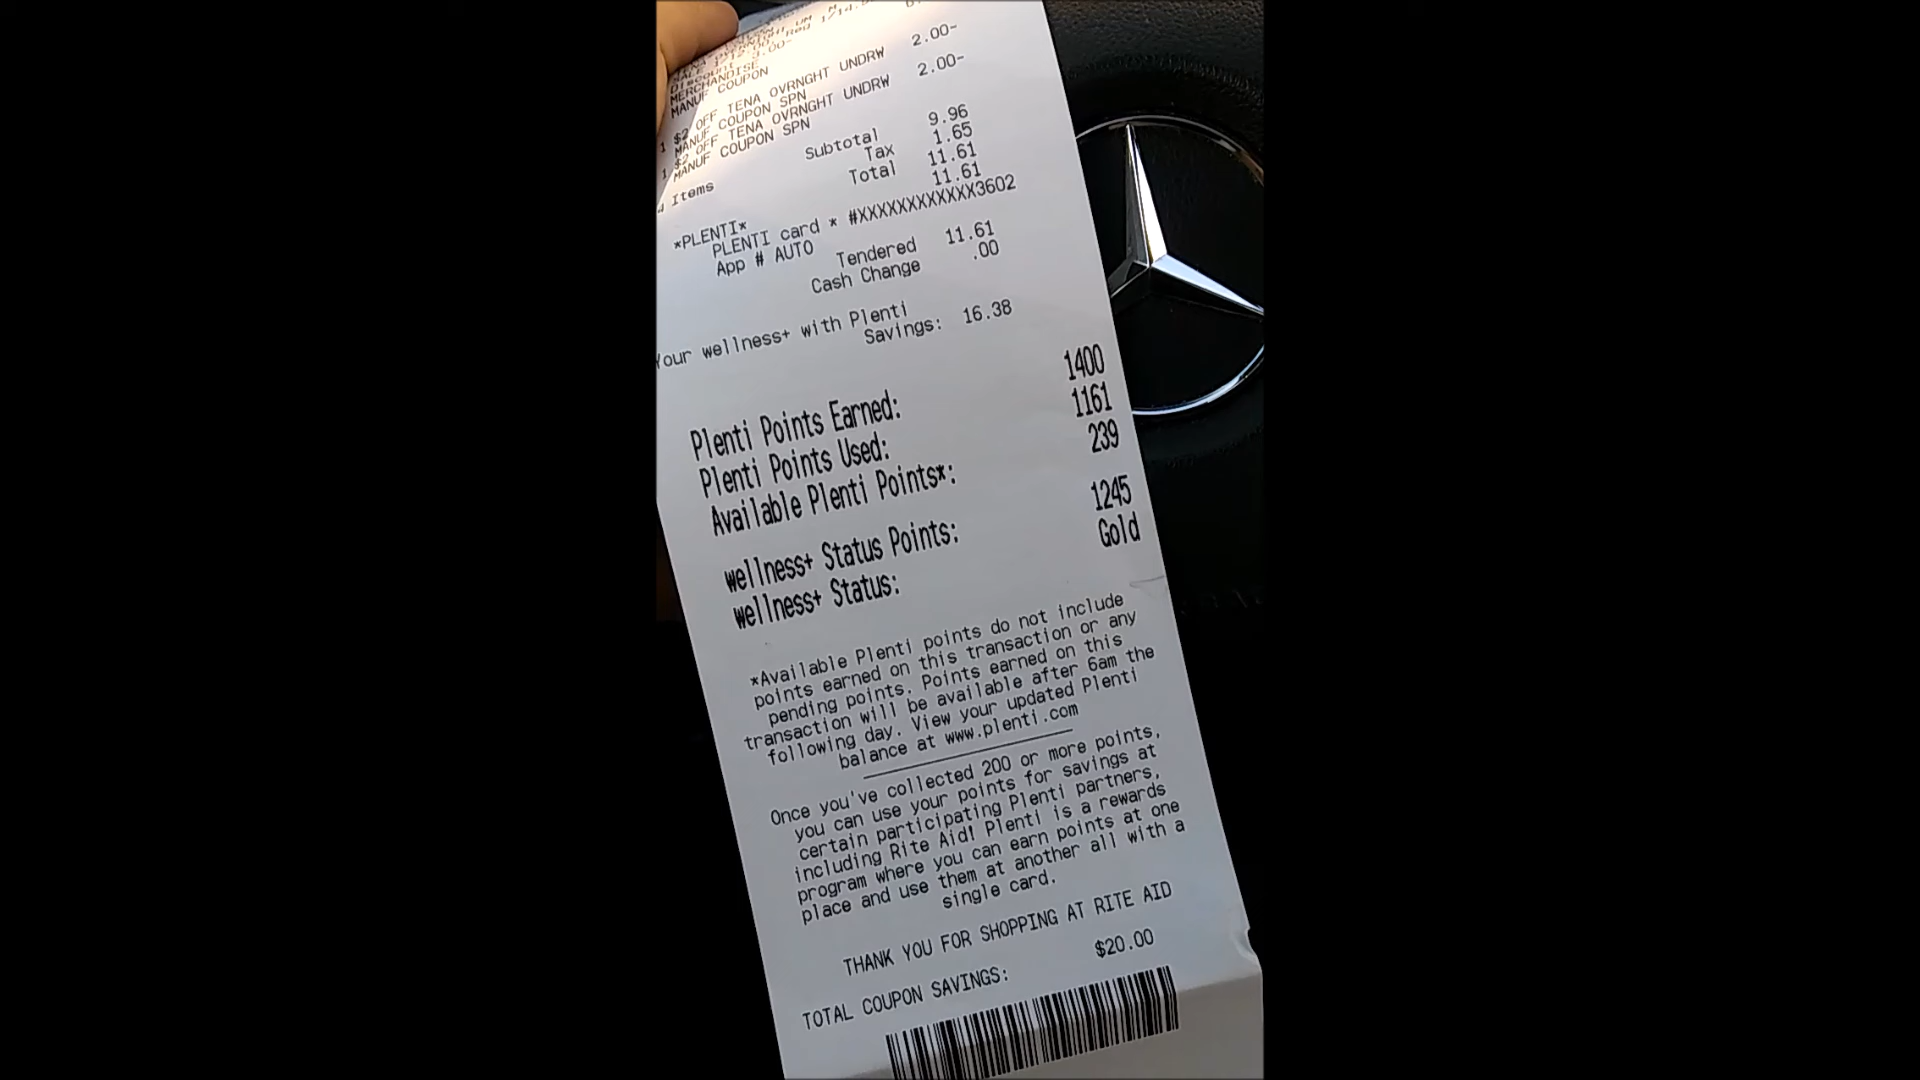 Discount
MERCHANDISE
MANUF COUPON
1 $2 OFF TENA OVRNGHT UNDRW 2.00-
MANUF COUPON SPN
1 $2 OFF TENA OVRNGHT UNDRW 2.00-
MANUF COUPON SPN
Subtotal 9.96
Tax 1.65
Total 11.61
11.61
4 Items
*PLENTI*
PLENTI card * #XXXXXXXXXXXX3602
App # AUTO
Tendered 11.61
Cash Change .00
Your wellness+ with Plenti
Savings: 16.38
Plenti Points Earned: 1400
Plenti Points Used: 1161
Available Plenti Points*: 239
wellness+ Status Points: 1245
wellness+ Status: Gold
*Available Plenti points do not include
points earned on this transaction or any
pending points. Points earned on this
transaction will be available after 6am the
following day. View your updated Plenti
balance at www.plenti.com
Once you've collected 200 or more points,
you can use your points for savings at
certain participating Plenti partners,
including Rite Aid! Plenti is a rewards
program where you can earn points at one
place and use them at another all with a
single card.
THANK YOU FOR SHOPPING AT RITE AID
TOTAL COUPON SAVINGS: $20.00